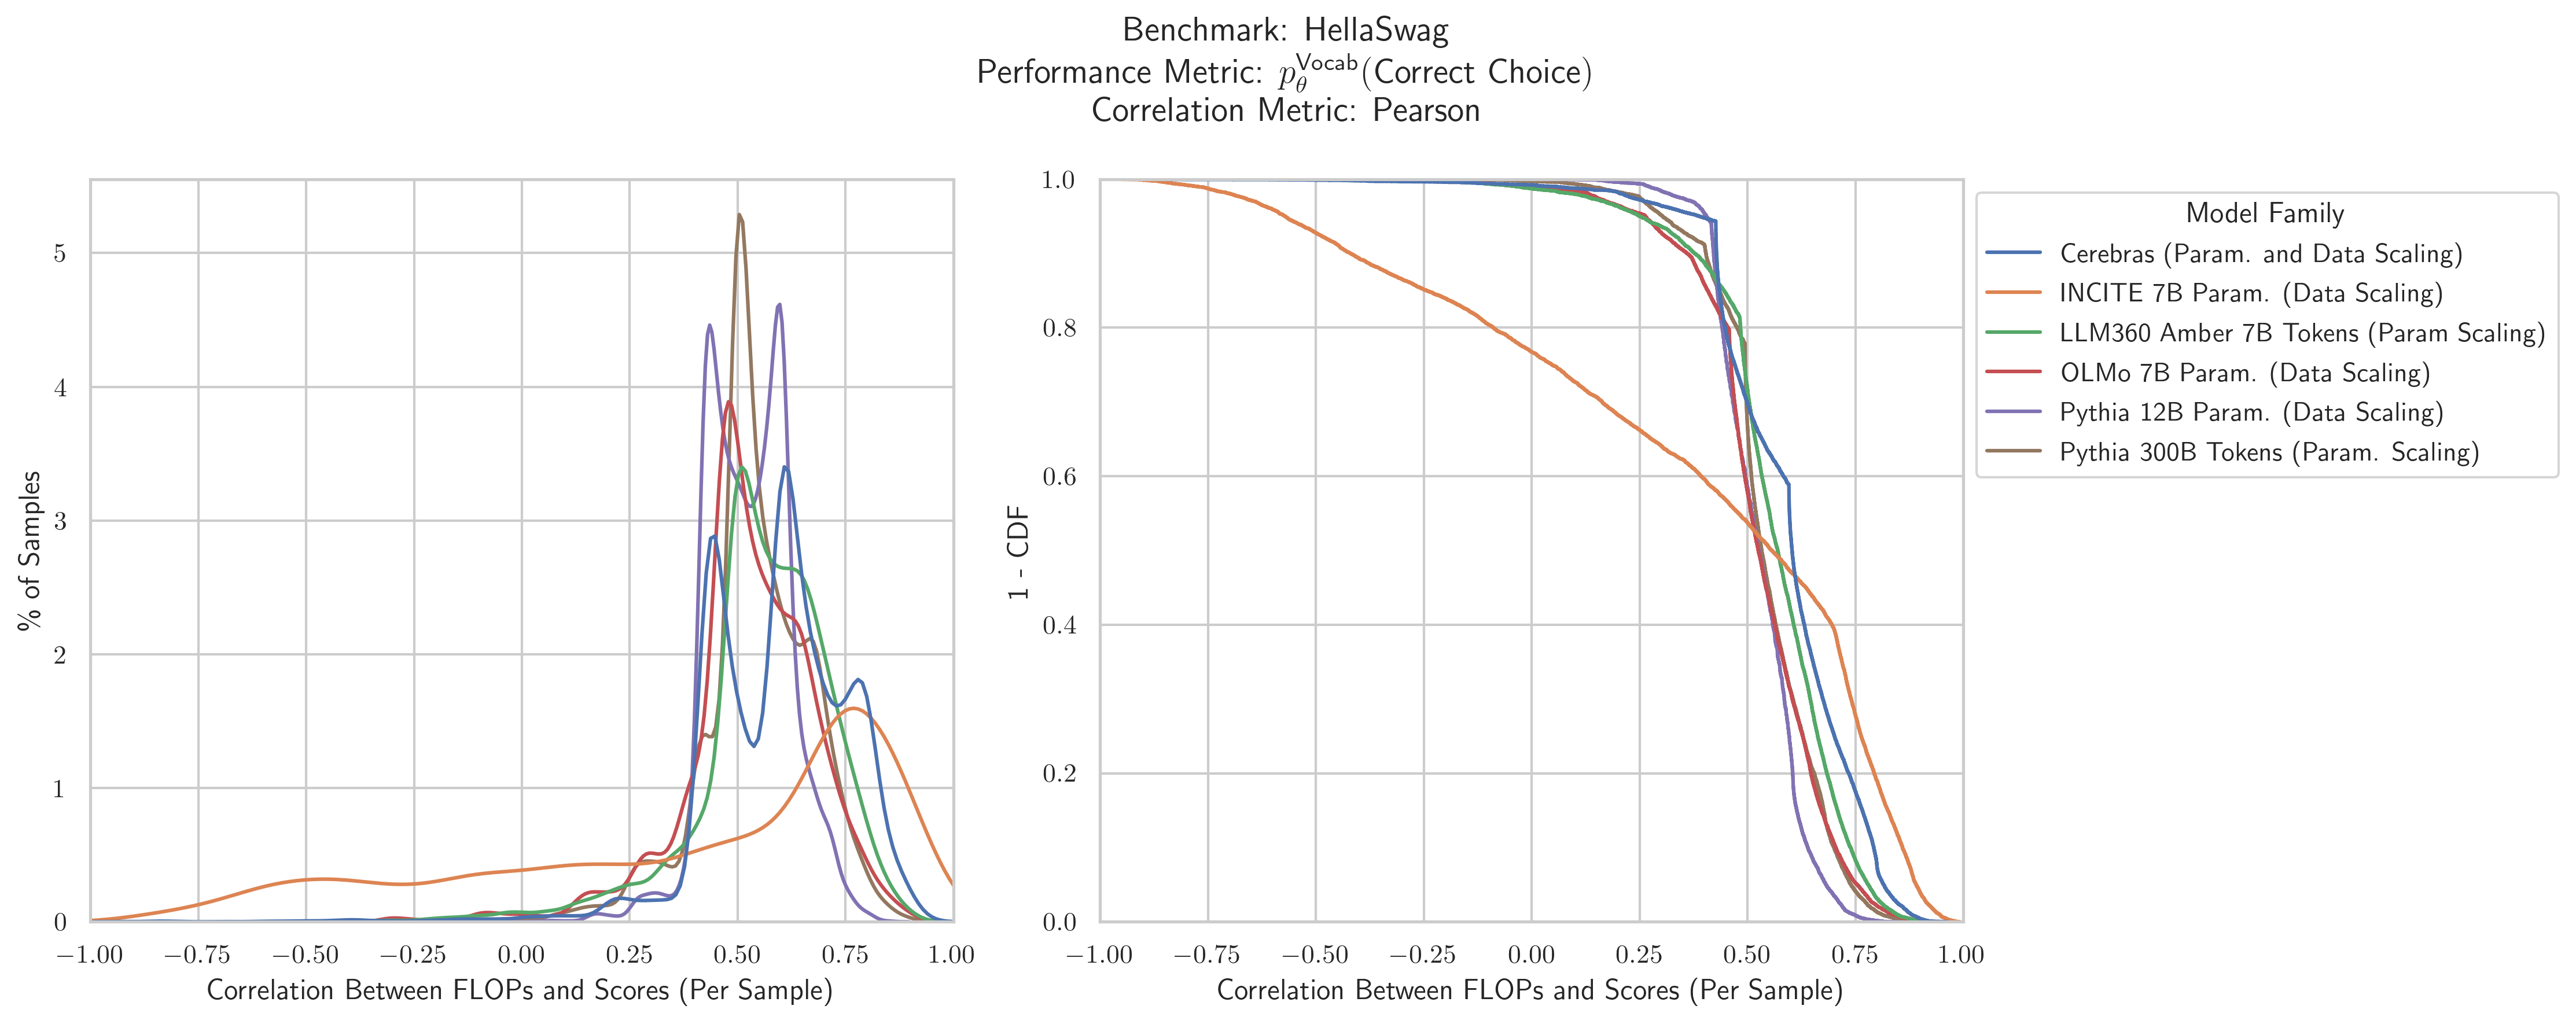 Benchmark: HellaSwag
Performance Metric: $p_{\theta}^{\text{Vocab}}$(Correct Choice)
Correlation Metric: Pearson
% of Samples
5
4
3
2
1
0
−1.00 −0.75 −0.50 −0.25 0.00 0.25 0.50 0.75 1.00
Correlation Between FLOPs and Scores (Per Sample)
1 - CDF
1.0
0.8
0.6
0.4
0.2
0.0
−1.00 −0.75 −0.50 −0.25 0.00 0.25 0.50 0.75 1.00
Correlation Between FLOPs and Scores (Per Sample)
Model Family
Cerebras (Param. and Data Scaling)
INCITE 7B Param. (Data Scaling)
LLM360 Amber 7B Tokens (Param Scaling)
OLMo 7B Param. (Data Scaling)
Pythia 12B Param. (Data Scaling)
Pythia 300B Tokens (Param. Scaling)